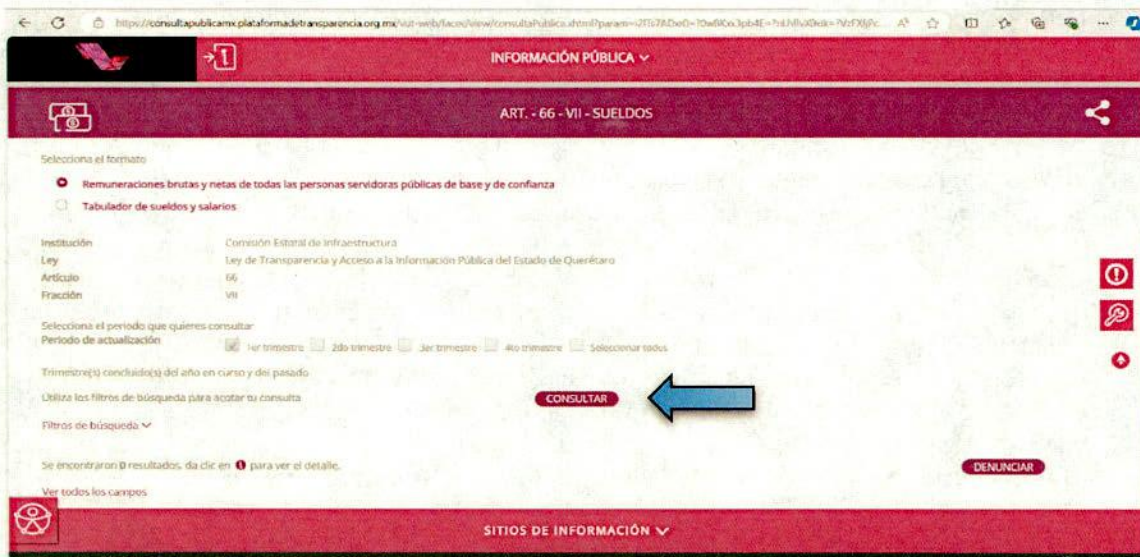 INFORMACIÓN PÚBLICA
ART. - 66 - VII - SUELDOS
Selecciona el formato
Remuneraciones brutas y netas de todas las personas servidoras públicas de base y de confianza
Tabulador de sueldos y salarios
Institución Comisión Estatal de Infraestructura
Ley Ley de Transparencia y Acceso a la Información Pública del Estado de Querétaro
Artículo 66
Fracción VII
Selecciona el periodo que quieres consultar
Periodo de actualización 1er trimestre 2do trimestre 3er trimestre 4to trimestre Seleccionar todos
Trimestre(s) concluido(s) del año en curso y del pasado
Utiliza los filtros de búsqueda para acotar tu consulta CONSULTAR
Filtros de búsqueda
Se encontraron 0 resultados, da clic en para ver el detalle. DENUNCIAR
Ver todos los campos
SITIOS DE INFORMACIÓN